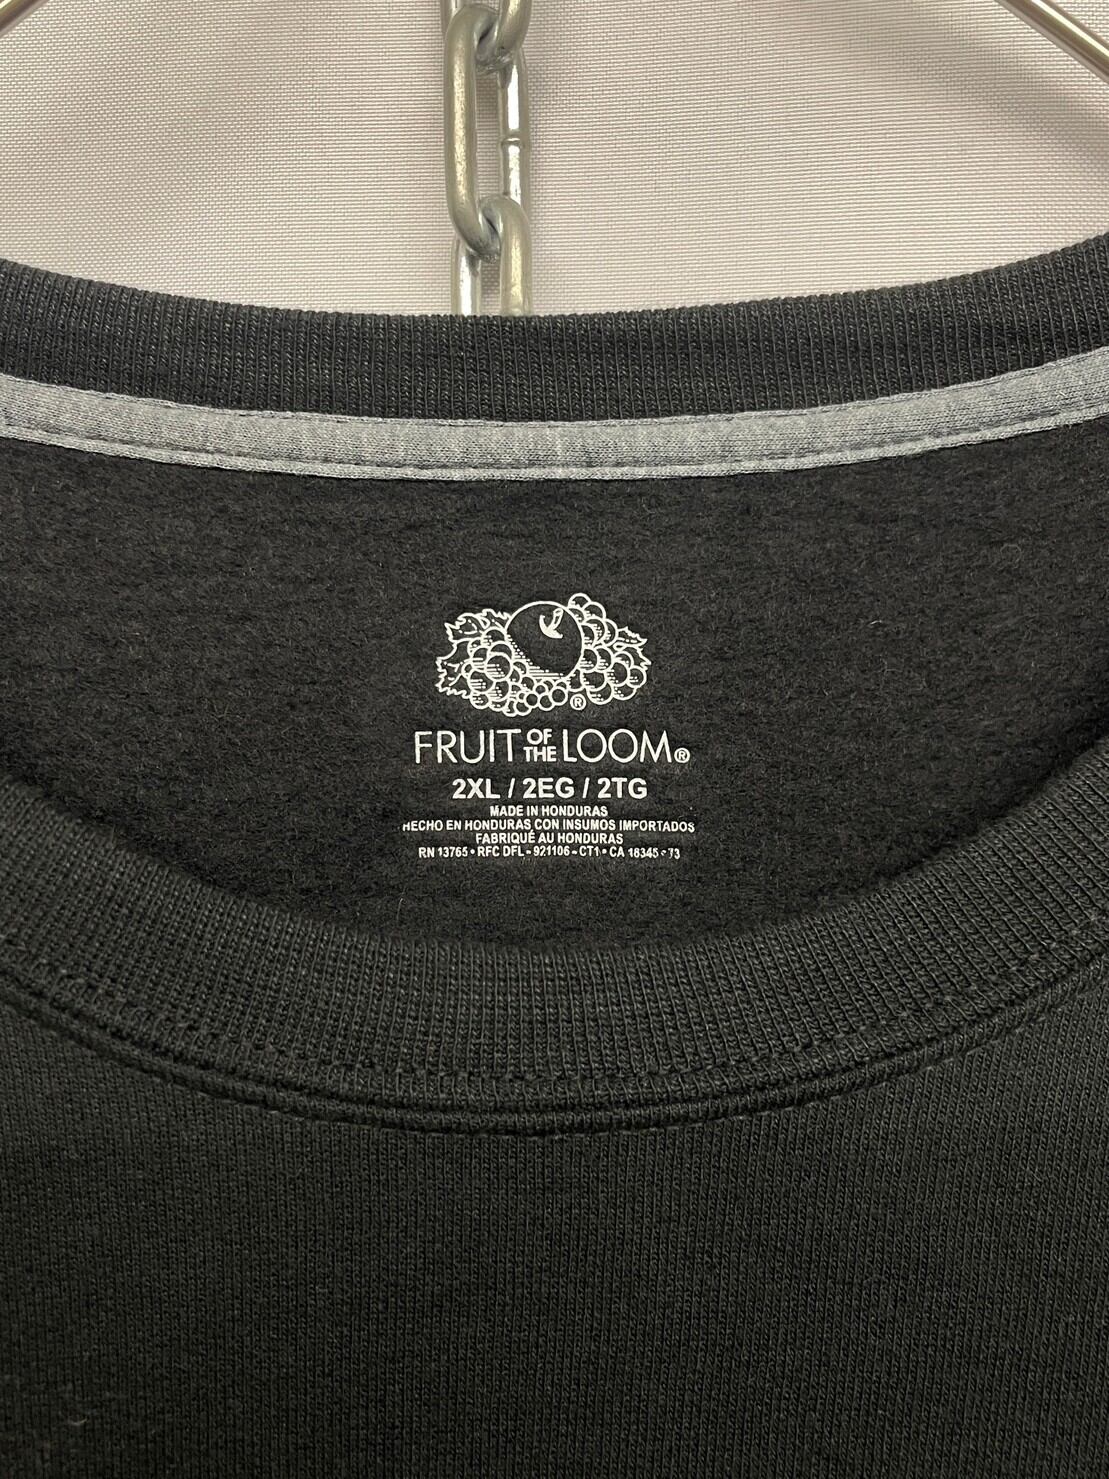 ®
FRUIT OF THE LOOM®
2XL / 2EG / 2TG
MADE IN HONDURAS
HECHO EN HONDURAS CON INSUMOS IMPORTADOS
FABRIQUÉ AU HONDURAS
RN 13765 • RFC DFL - 921106 - CT1 • CA 18345 • 73